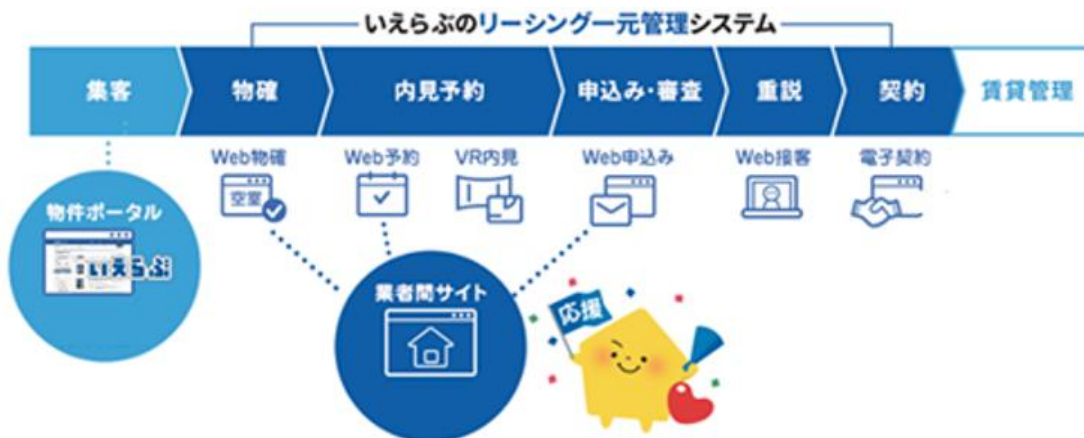 いえらぶのリーシング一元管理システム
集客
物確
内見予約
申込み・審査
重説
契約
賃貸管理
Web物確
Web予約
VR内見
Web申込み
Web接客
電子契約
空室
物件ポータル
いえらぶ
業者間サイト
応援